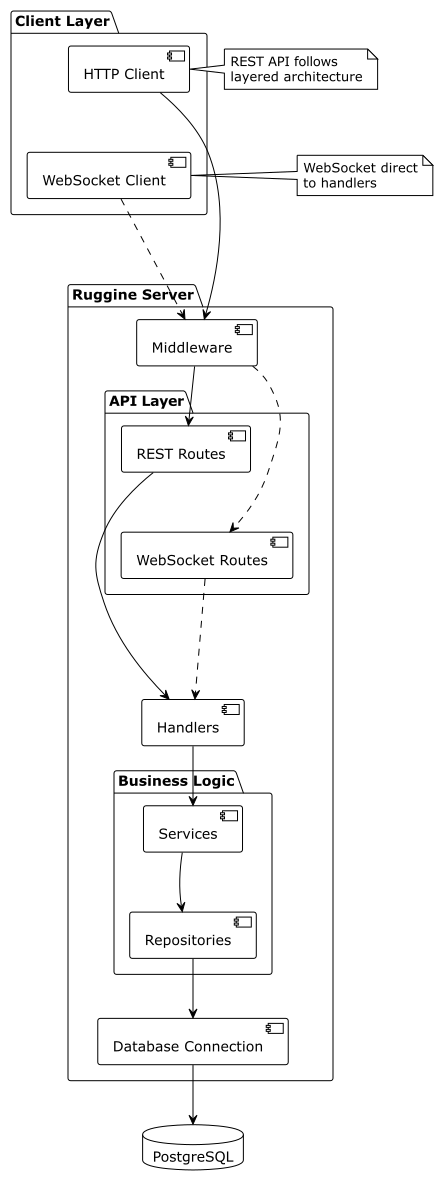 Client Layer
HTTP Client
REST API follows
layered architecture
WebSocket Client
WebSocket direct
to handlers
Ruggine Server
Middleware
API Layer
REST Routes
WebSocket Routes
Handlers
Business Logic
Services
Repositories
Database Connection
PostgreSQL